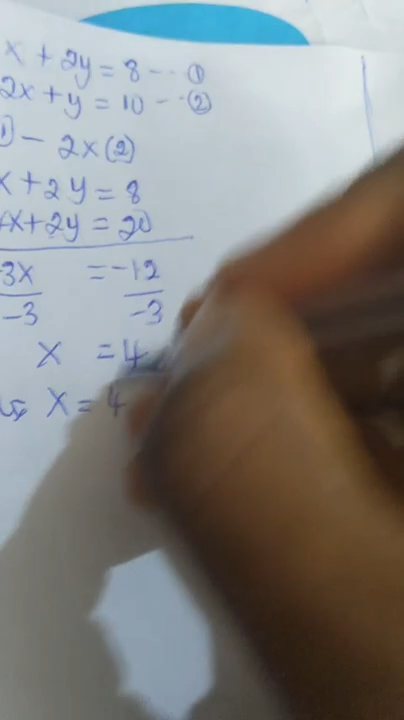 x + 2y = 8 -- ①
2x + y = 10 -- ②
) - 2x(2)
x + 2y = 8
4x + 2y = 20
-3x = -12
-3 -3
x = 4
x = 4